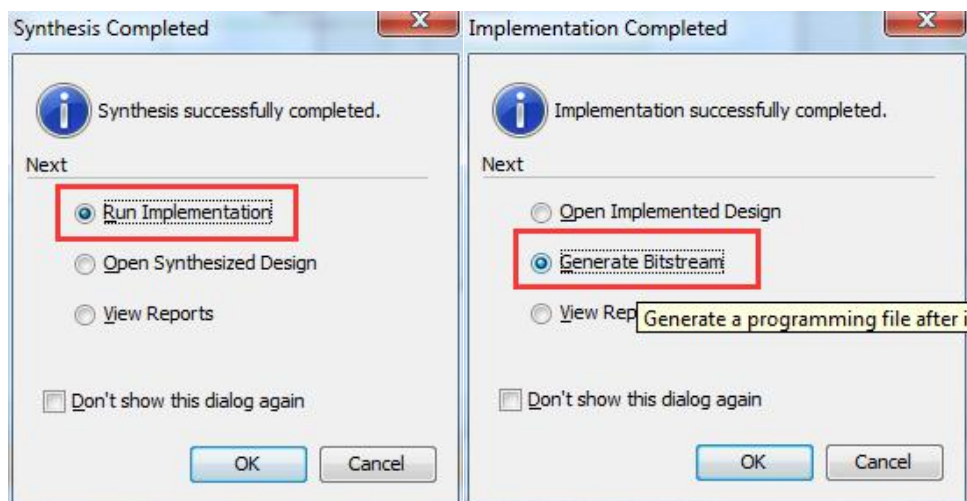 Synthesis Completed
Synthesis successfully completed.
Next
Run Implementation
Open Synthesized Design
View Reports
Don't show this dialog again
OK
Cancel
Implementation Completed
Implementation successfully completed.
Next
Open Implemented Design
Generate Bitstream
View Rep
Generate a programming file after i
Don't show this dialog again
OK
Cancel